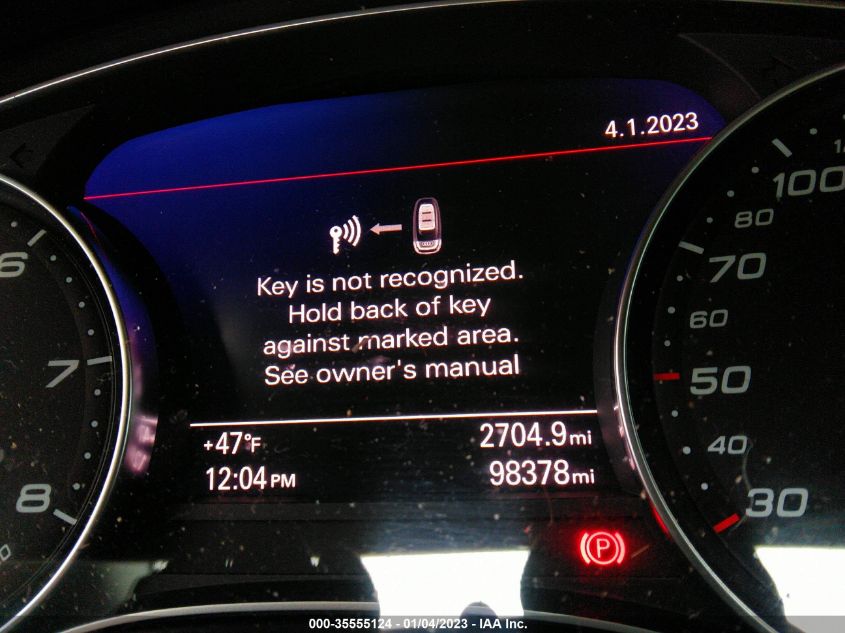 4.1.2023
Key is not recognized.
Hold back of key
against marked area.
See owner's manual
+47°F
2704.9mi
12:04PM
98378mi
6
7
8
100
80
70
60
50
40
30
P
000-35555124 - 01/04/2023 - IAA Inc.